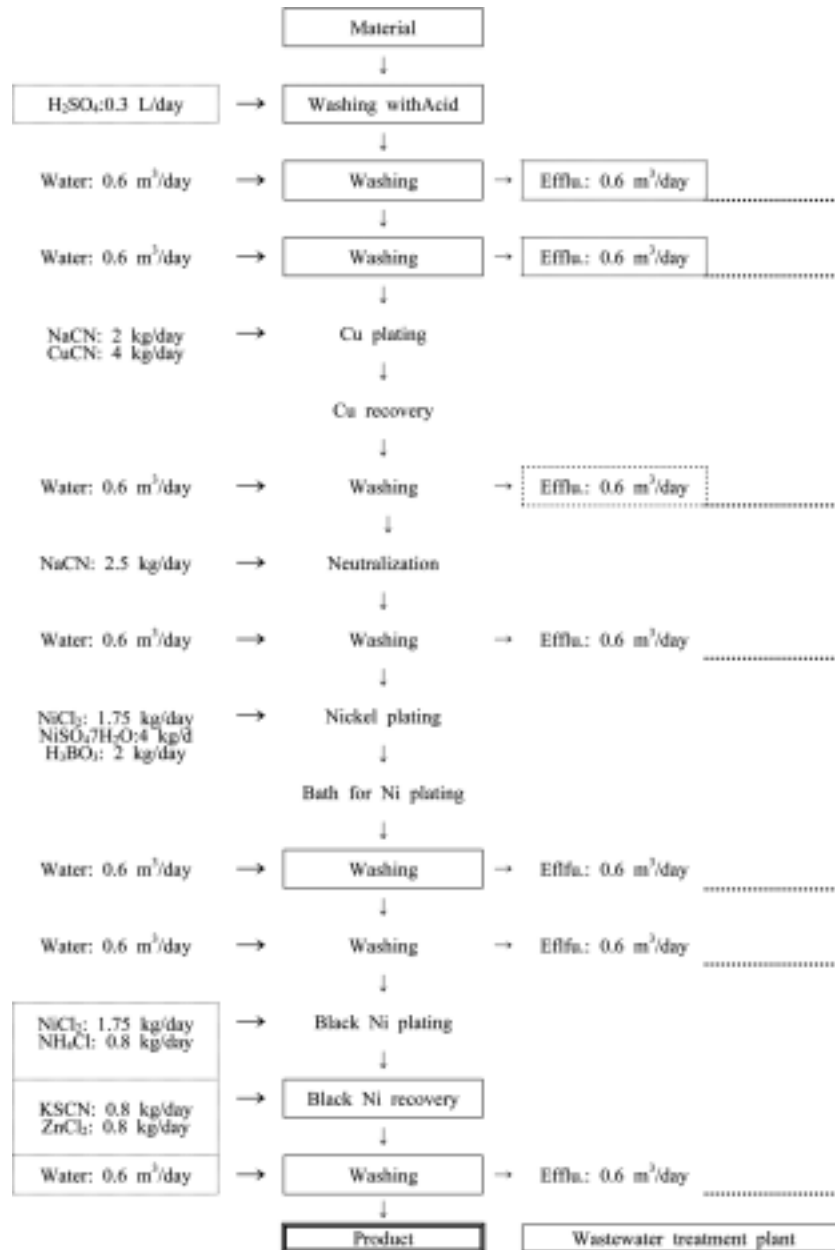 Material
H₂SO₄:0.3 L/day
Washing withAcid
Water: 0.6 m³/day
Washing
Efflu.: 0.6 m³/day
Water: 0.6 m³/day
Washing
Efflu.: 0.6 m³/day
NaCN: 2 kg/day
CuCN: 4 kg/day
Cu plating
Cu recovery
Water: 0.6 m³/day
Washing
Efflu.: 0.6 m³/day
NaCN: 2.5 kg/day
Neutralization
Water: 0.6 m³/day
Washing
Efflu.: 0.6 m³/day
NiCl₂: 1.75 kg/day
NiSO₄7H₂O:4 kg/d
H₃BO₃: 2 kg/day
Nickel plating
Bath for Ni plating
Water: 0.6 m³/day
Washing
Eflfu.: 0.6 m³/day
Water: 0.6 m³/day
Washing
Eflfu.: 0.6 m³/day
NiCl₂: 1.75 kg/day
NH₄Cl: 0.8 kg/day
Black Ni plating
KSCN: 0.8 kg/day
ZnCl₂: 0.8 kg/day
Black Ni recovery
Water: 0.6 m³/day
Washing
Efflu.: 0.6 m³/day
Product
Wastewater treatment plant